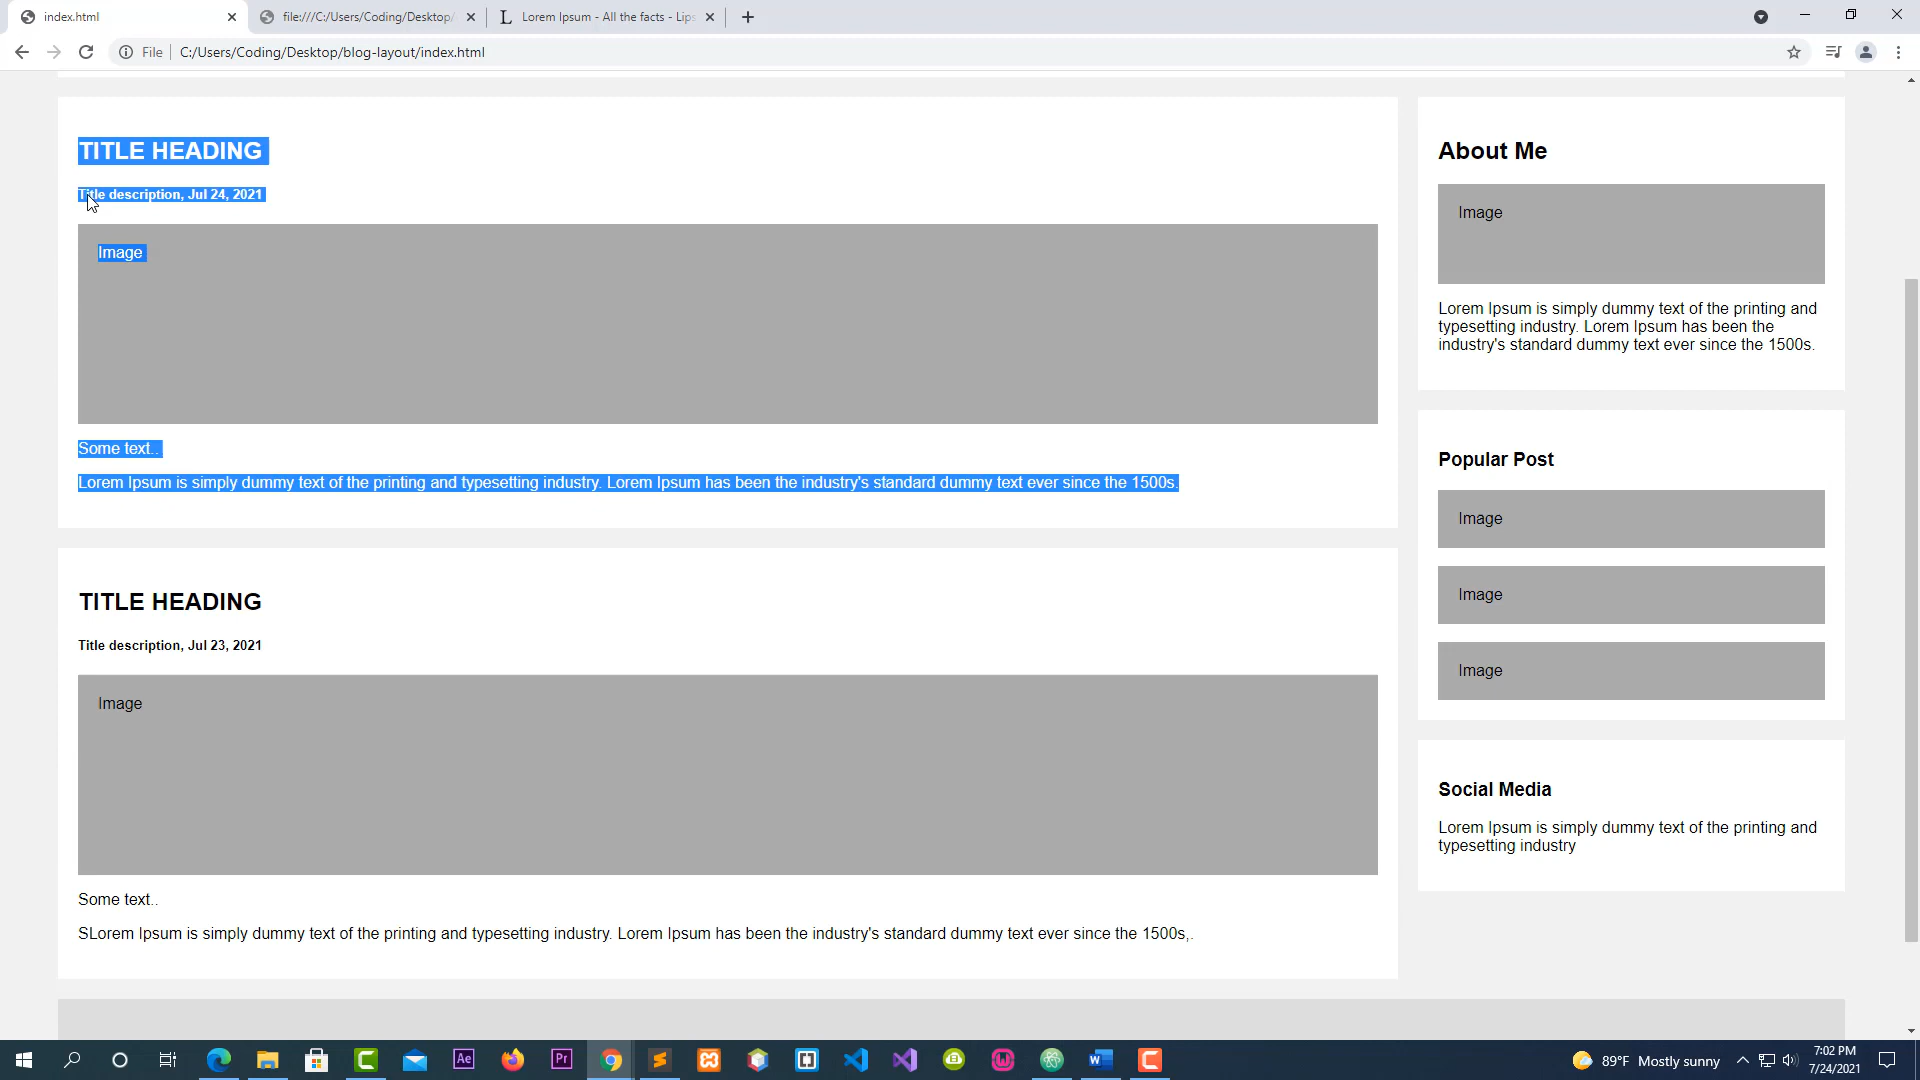 index.html
file:///C:/Users/Coding/Desktop/
Lorem Ipsum - All the facts - Lips
File
C:/Users/Coding/Desktop/blog-layout/index.html
TITLE HEADING
Title description, Jul 24, 2021
Image
Some text..
Lorem Ipsum is simply dummy text of the printing and typesetting industry. Lorem Ipsum has been the industry's standard dummy text ever since the 1500s.
TITLE HEADING
Title description, Jul 23, 2021
Image
Some text..
SLorem Ipsum is simply dummy text of the printing and typesetting industry. Lorem Ipsum has been the industry's standard dummy text ever since the 1500s,.
About Me
Image
Lorem Ipsum is simply dummy text of the printing and
typesetting industry. Lorem Ipsum has been the
industry's standard dummy text ever since the 1500s.
Popular Post
Image
Image
Image
Social Media
Lorem Ipsum is simply dummy text of the printing and
typesetting industry
Ae
Pr
89°F Mostly sunny
7:02 PM
7/24/2021